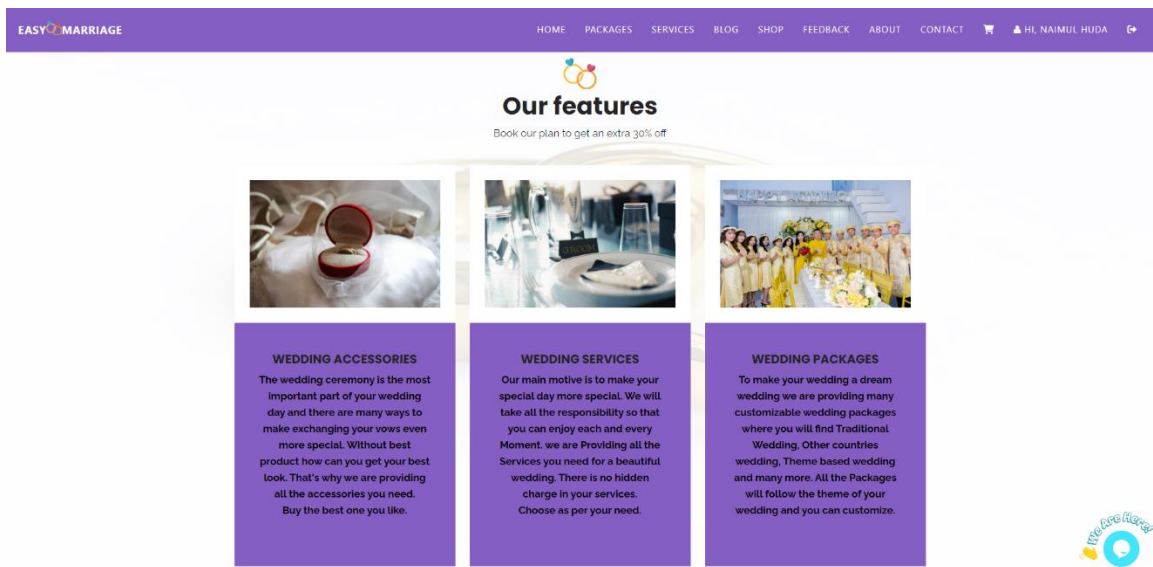 EASY MARRIAGE
HOME PACKAGES SERVICES BLOG SHOP FEEDBACK ABOUT CONTACT HI, NAIMUL HUDA
Our features
Book our plan to get an extra 30% off
GROOM
WEDDING ACCESSORIES
The wedding ceremony is the most
important part of your wedding
day and there are many ways to
make exchanging your vows even
more special. Without best
product how can you get your best
look. That's why we are providing
all the accessories you need.
Buy the best one you like.
WEDDING SERVICES
Our main motive is to make your
special day more special. We will
take all the responsibility so that
you can enjoy each and every
Moment. we are Providing all the
Services you need for a beautiful
wedding. There is no hidden
charge in your services.
Choose as per your need.
WEDDING PACKAGES
To make your wedding a dream
wedding we are providing many
customizable wedding packages
where you will find Traditional
Wedding, Other countries
wedding, Theme based wedding
and many more. All the Packages
will follow the theme of your
wedding and you can customize.
We Are Here!